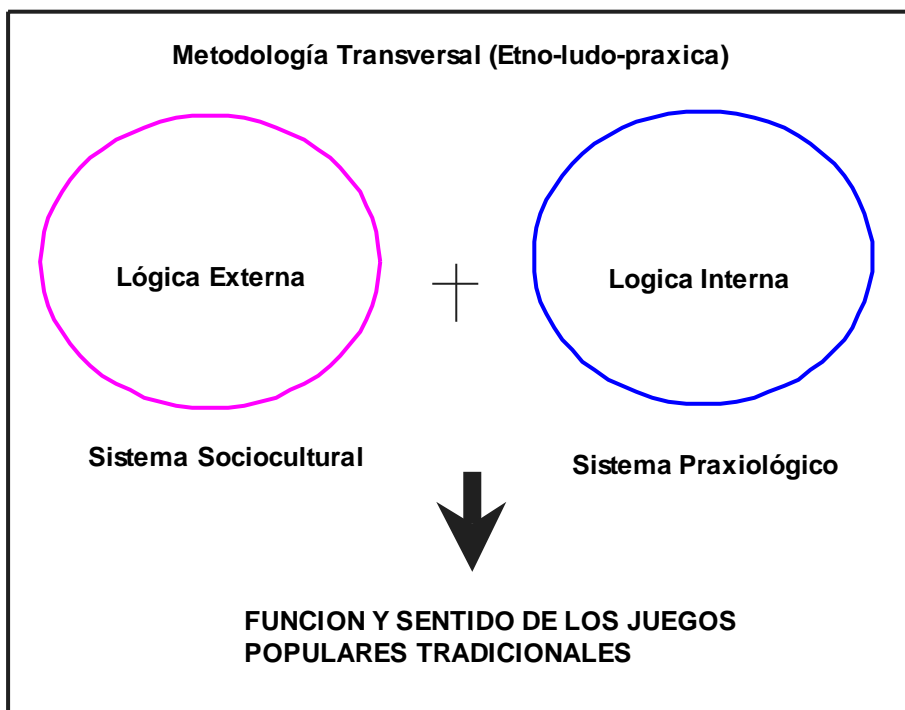 Metodología Transversal (Etno-ludo-praxica)
Lógica Externa
Logica Interna
Sistema Sociocultural
Sistema Praxiológico
FUNCION Y SENTIDO DE LOS JUEGOS
POPULARES TRADICIONALES